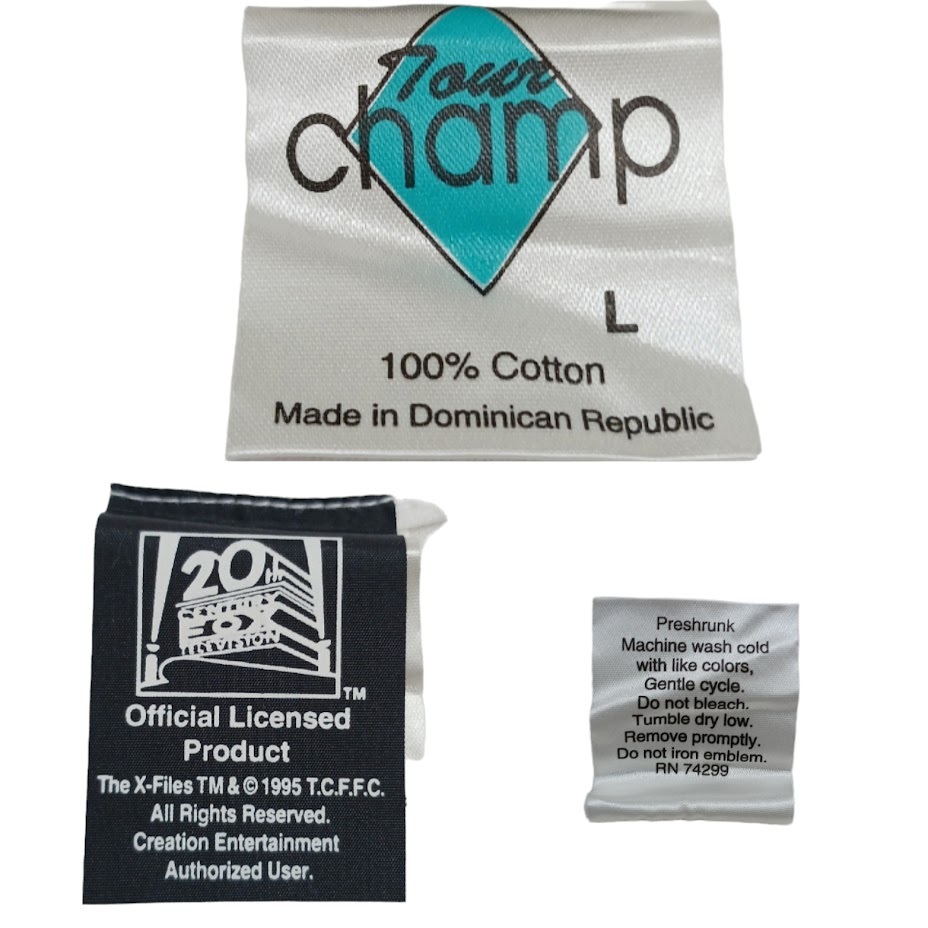 Tour
champ
L
100% Cotton
Made in Dominican Republic
20TH
CENTURY
FOX
TELEVISION
TM
Official Licensed
Product
The X-Files TM & © 1995 T.C.F.F.C.
All Rights Reserved.
Creation Entertainment
Authorized User.
Preshrunk
Machine wash cold
with like colors,
Gentle cycle.
Do not bleach.
Tumble dry low.
Remove promptly.
Do not iron emblem.
RN 74299